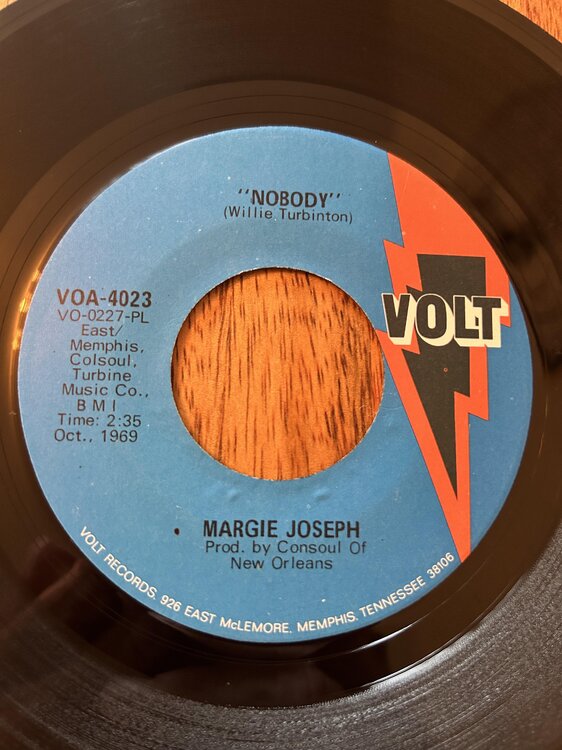 "NOBODY"
(Willie Turbinton)
VOLT
VOA-4023
VO-0227-PL
East/
Memphis,
Colsoul,
Turbine
Music Co.,
B M I
Time: 2:35
Oct., 1969
MARGIE JOSEPH
Prod. by Consoul Of
New Orleans
VOLT RECORDS, 926 EAST McLEMORE, MEMPHIS, TENNESSEE 38106